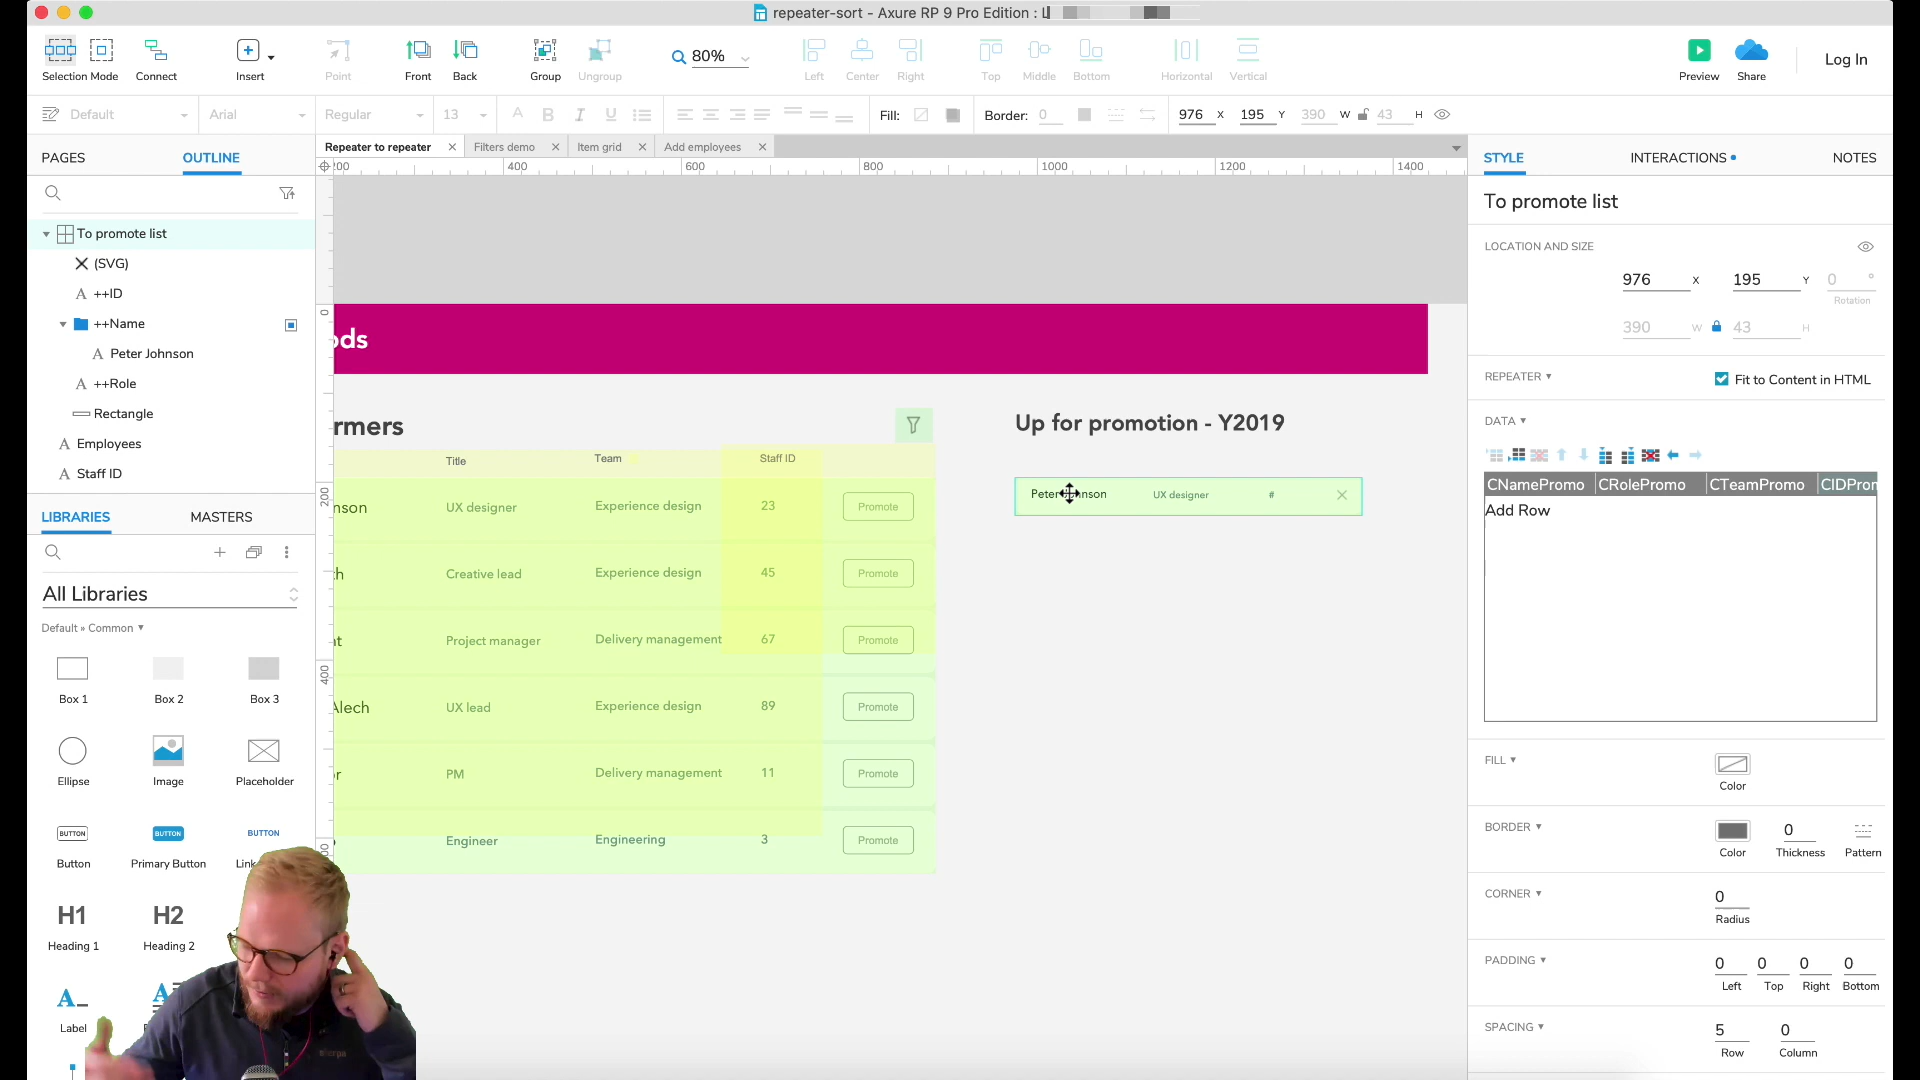 repeater-sort - Axure RP 9 Pro Edition :
Selection Mode Connect Insert Point Front Back Group Ungroup 80% Left Center Right Top Middle Bottom Horizontal Vertical Preview Share Log In
Default Arial Regular 13 A B I U Fill: Border: 0 976 X 195 Y 390 W 43 H
PAGES OUTLINE
Repeater to repeater Filters demo Item grid Add employees
400 600 800 1000 1200 1400
To promote list
(SVG)
++ID
++Name
Peter Johnson
++Role
Rectangle
Employees
Staff ID
LIBRARIES MASTERS
All Libraries
Default » Common
Box 1 Box 2 Box 3
Ellipse Image Placeholder
BUTTON BUTTON BUTTON
Button Primary Button
H1 H2
Heading 1 Heading 2
A
Label
0
200
400
Up for promotion - Y2019
Title Team Staff ID
UX designer Experience design 23 Promote
Creative lead Experience design 45 Promote
Project manager Delivery management 67 Promote
UX lead Experience design 89 Promote
PM Delivery management 11 Promote
Engineer Engineering 3 Promote
UX designer #
STYLE INTERACTIONS NOTES
To promote list
LOCATION AND SIZE
976 X 195 Y 0 °
Rotation
390 W 43 H
REPEATER Fit to Content in HTML
DATA
CNamePromo CRolePromo CTeamPromo
Add Row
FILL
Color
BORDER 0
Color Thickness Pattern
CORNER 0
Radius
PADDING 0 0 0 0
Left Top Right Bottom
SPACING 5 0
Row Column